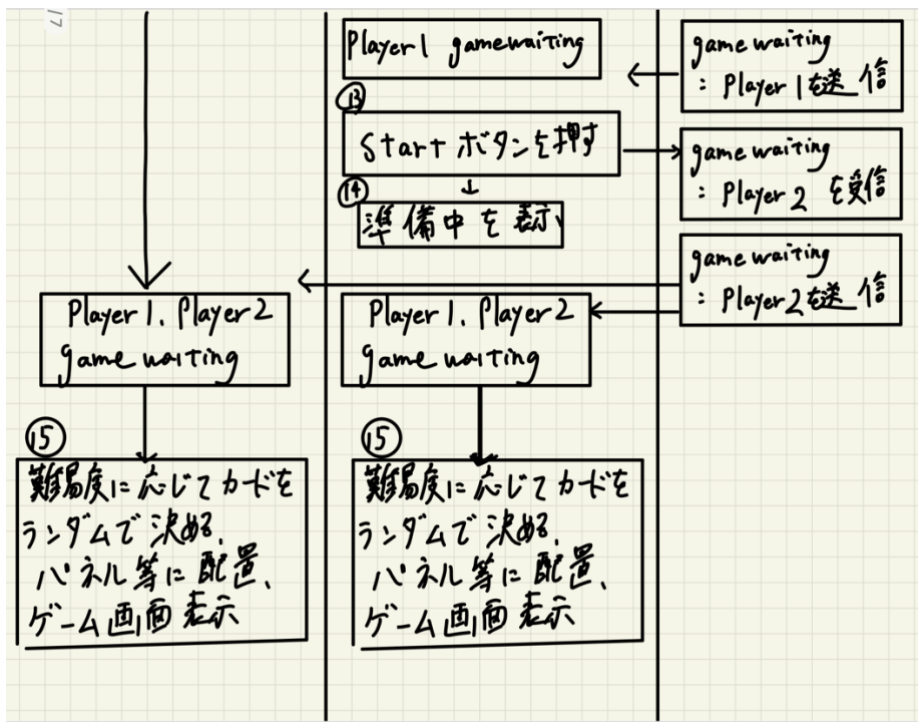 17
Player1 gamewaiting
game waiting
: Player1を送信
⑬
Startボタンを押す
game waiting
: Player2 を受信
⑭
準備中を表示
game waiting
: Player2を送信
Player1. Player2
game waiting
Player1. Player2
game waiting
⑮
難易度に応じてカードを
ランダムで決める.
パネル等に配置、
ゲーム画面表示
⑮
難易度に応じてカードを
ランダムで決める.
パネル等に配置、
ゲーム画面表示